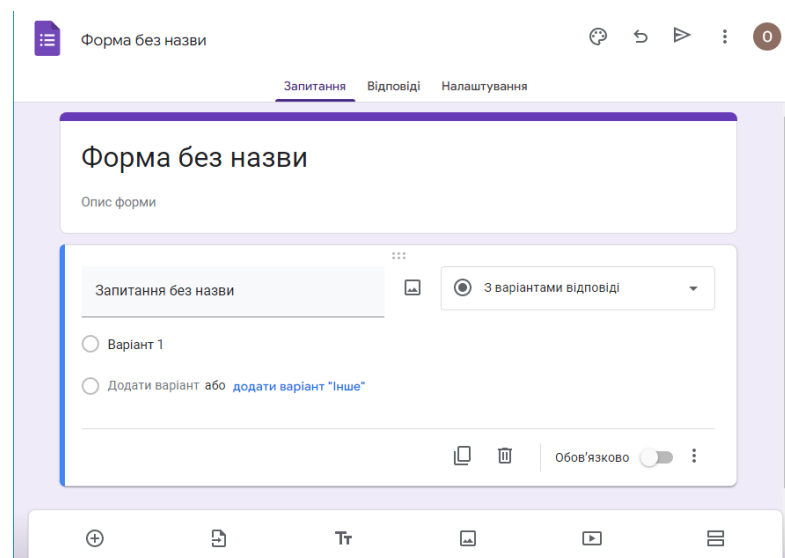 Форма без назви
О
Запитання Відповіді Налаштування
Форма без назви
Опис форми
Запитання без назви
З варіантами відповіді
Варіант 1
Додати варіант або додати варіант "Інше"
Обов’язково
Тт